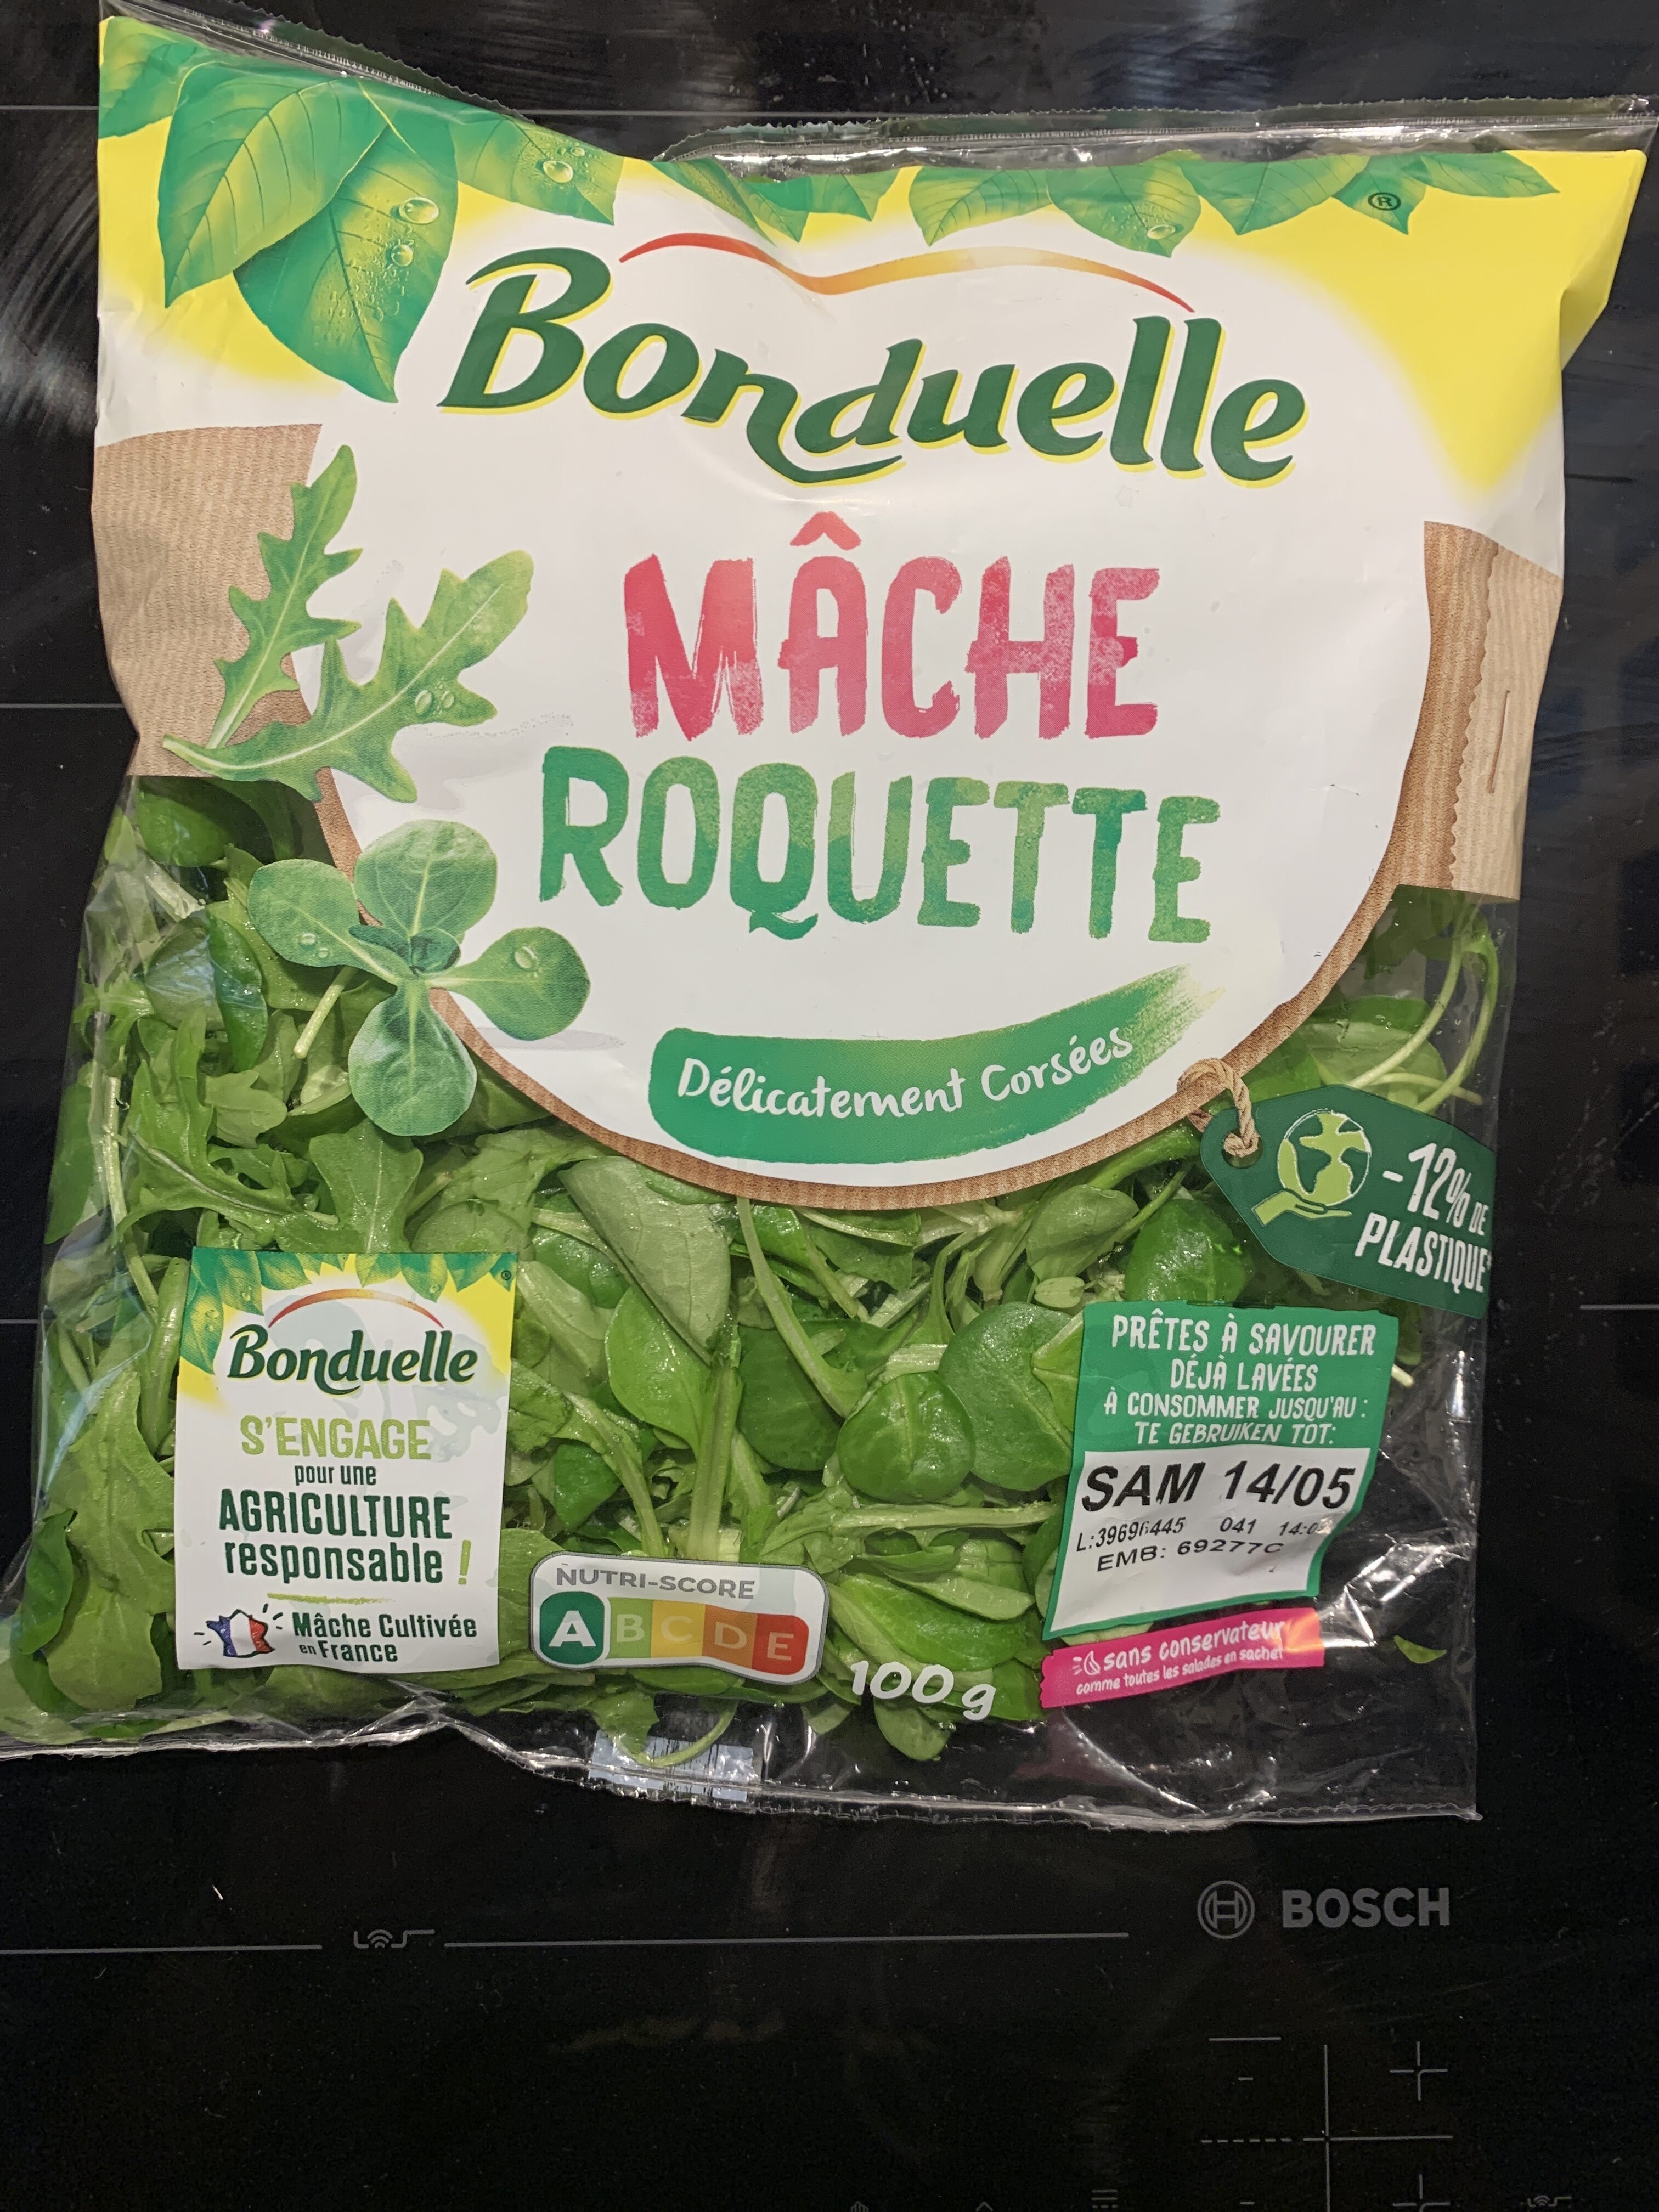 Bonduelle
®
MÂCHE
ROQUETTE
Délicatement Corsées
-12% DE
PLASTIQUE*
Bonduelle
®
S'ENGAGE
pour une
AGRICULTURE
responsable !
Mâche Cultivée
en France
NUTRI-SCORE
A B C D E
100 g
PRÊTES À SAVOURER
DÉJÀ LAVÉES
À CONSOMMER JUSQU'AU :
TE GEBRUIKEN TOT:
SAM 14/05
L:39696445 041
EMB: 69277C
sans conservateur
comme toutes les salades en sachet
BOSCH